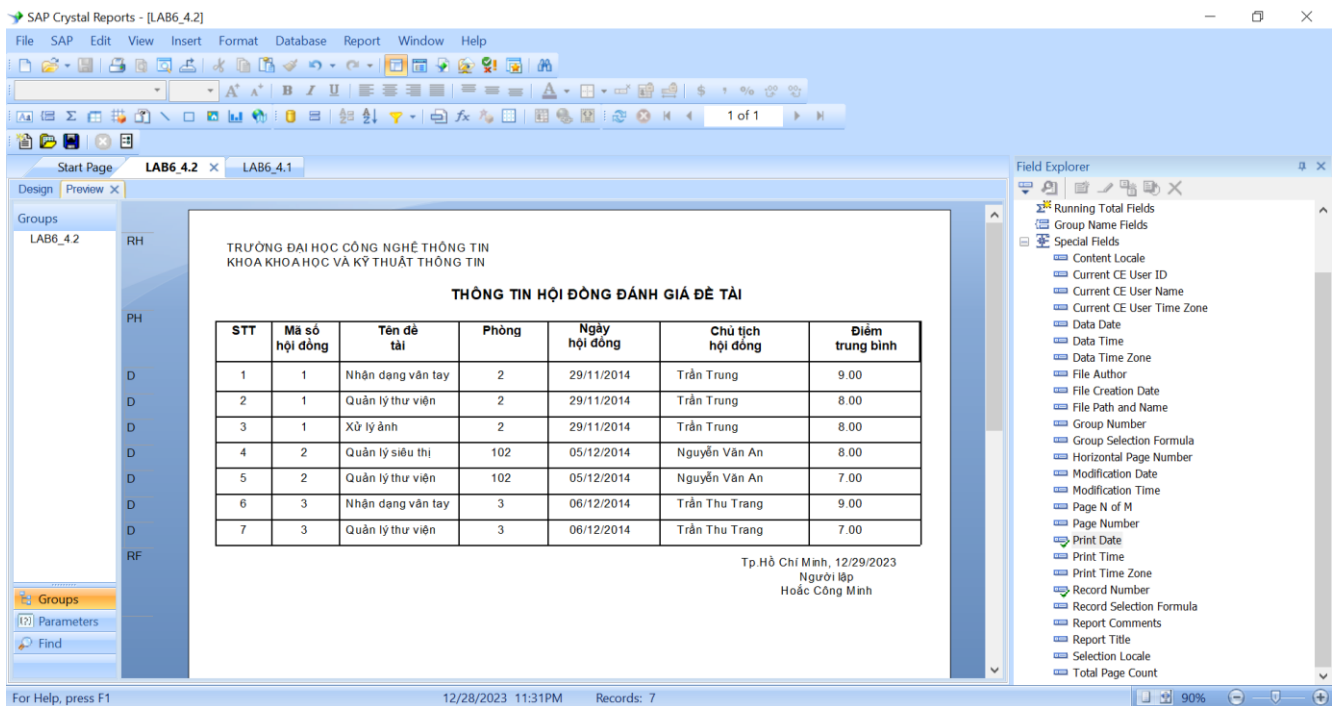 SAP Crystal Reports - [LAB6_4.2]
File SAP Edit View Insert Format Database Report Window Help
1 of 1
Start Page LAB6_4.2 LAB6_4.1
Design Preview
Groups
LAB6_4.2
RH
TRƯỜNG ĐẠI HỌC CÔNG NGHỆ THÔNG TIN
KHOA KHOA HỌC VÀ KỸ THUẬT THÔNG TIN
THÔNG TIN HỘI ĐỒNG ĐÁNH GIÁ ĐỀ TÀI
PH
STT Mã số hội đồng Tên đề tài Phòng Ngày hội đồng Chủ tịch hội đồng Điểm trung bình
D 1 1 Nhận dạng vân tay 2 29/11/2014 Trần Trung 9.00
D 2 1 Quản lý thư viện 2 29/11/2014 Trần Trung 8.00
D 3 1 Xử lý ảnh 2 29/11/2014 Trần Trung 8.00
D 4 2 Quản lý siêu thị 102 05/12/2014 Nguyễn Văn An 8.00
D 5 2 Quản lý thư viện 102 05/12/2014 Nguyễn Văn An 7.00
D 6 3 Nhận dạng vân tay 3 06/12/2014 Trần Thu Trang 9.00
D 7 3 Quản lý thư viện 3 06/12/2014 Trần Thu Trang 7.00
RF
Tp.Hồ Chí Minh, 12/29/2023
Người lập
Hoắc Công Minh
Groups
Parameters
Find
Field Explorer
Running Total Fields
Group Name Fields
Special Fields
Content Locale
Current CE User ID
Current CE User Name
Current CE User Time Zone
Data Date
Data Time
Data Time Zone
File Author
File Creation Date
File Path and Name
Group Number
Group Selection Formula
Horizontal Page Number
Modification Date
Modification Time
Page N of M
Page Number
Print Date
Print Time
Print Time Zone
Record Number
Record Selection Formula
Report Comments
Report Title
Selection Locale
Total Page Count
For Help, press F1 12/28/2023 11:31PM Records: 7 90%